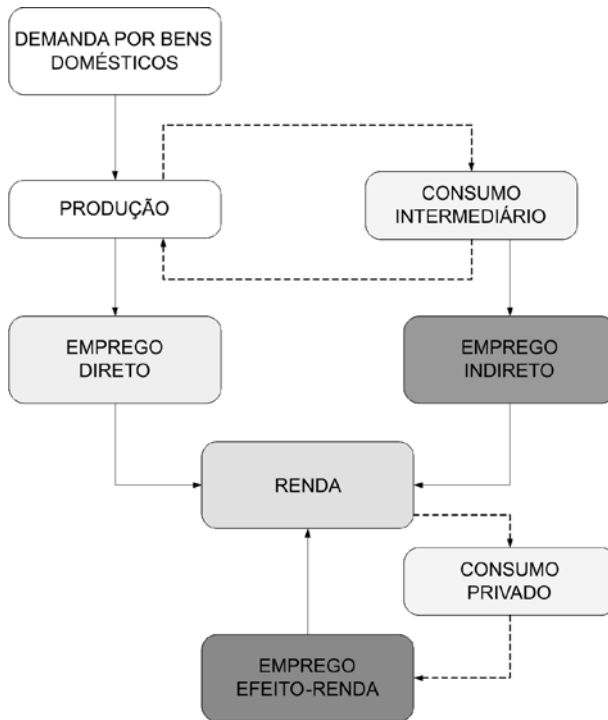 DEMANDA POR BENS
DOMÉSTICOS
PRODUÇÃO
CONSUMO
INTERMEDIÁRIO
EMPREGO
DIRETO
EMPREGO
INDIRETO
RENDA
CONSUMO
PRIVADO
EMPREGO
EFEITO-RENDA